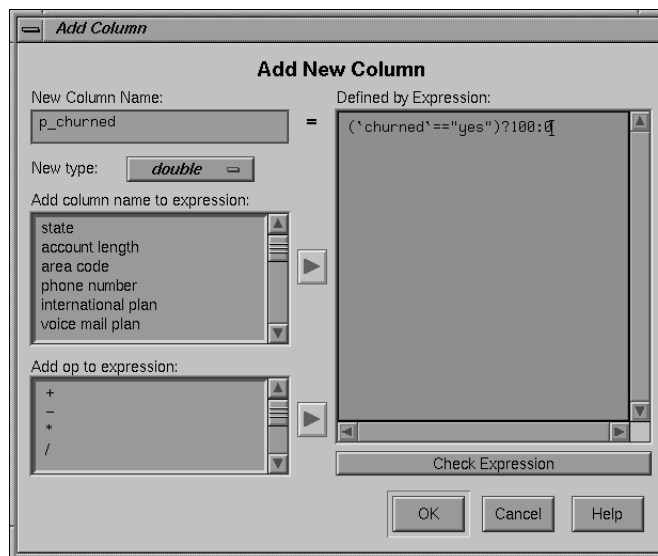 Add Column
Add New Column
New Column Name:
p_churned
=
Defined by Expression:
(`churned`=="yes")?100:0
New type:
double
Add column name to expression:
state
account length
area code
phone number
international plan
voice mail plan
Add op to expression:
+
–
*
/
Check Expression
OK
Cancel
Help